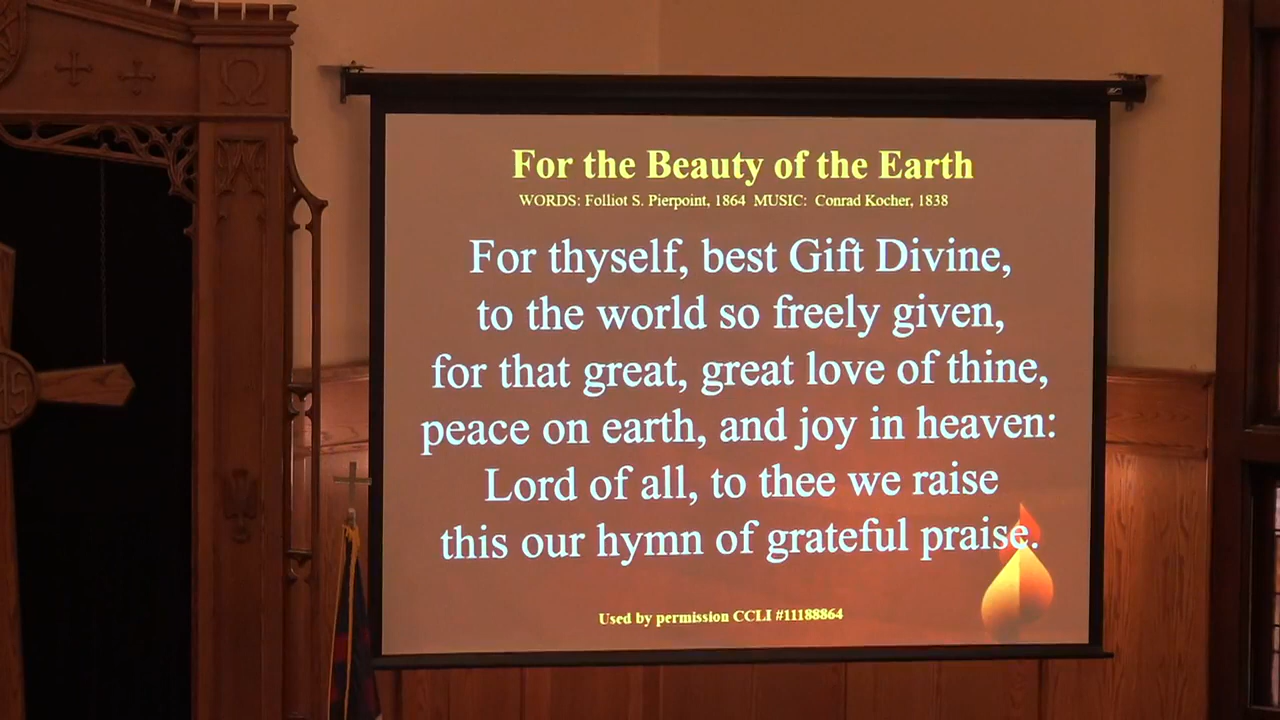 For the Beauty of the Earth
WORDS: Folliot S. Pierpoint, 1864 MUSIC: Conrad Kocher, 1838
For thyself, best Gift Divine,
to the world so freely given,
for that great, great love of thine,
peace on earth, and joy in heaven:
Lord of all, to thee we raise
this our hymn of grateful praise.
Used by permission CCLI #11188864
IHS
Ω